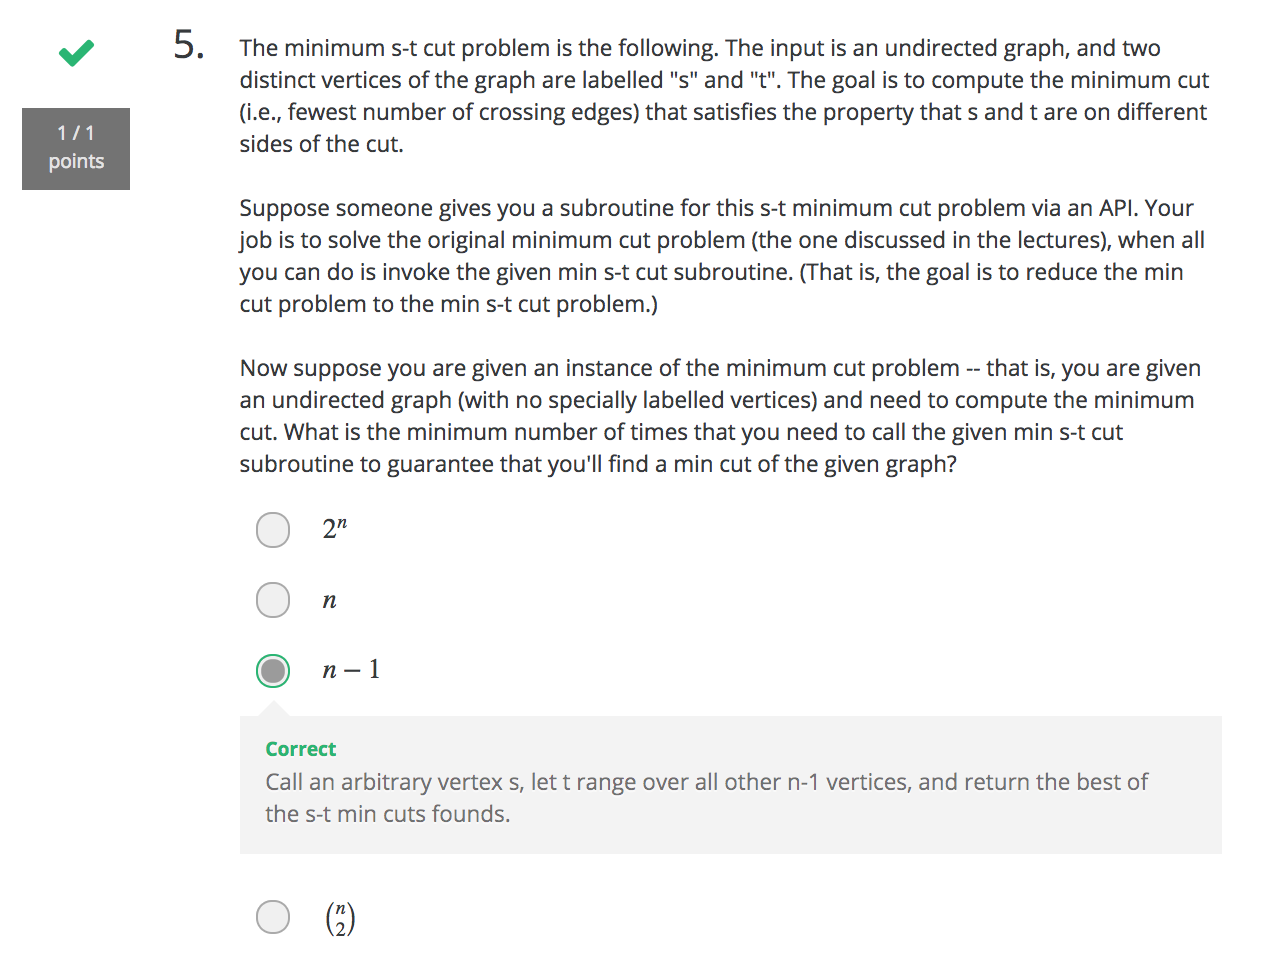 5.
1 / 1
points
The minimum s-t cut problem is the following. The input is an undirected graph, and two
distinct vertices of the graph are labelled "s" and "t". The goal is to compute the minimum cut
(i.e., fewest number of crossing edges) that satisfies the property that s and t are on different
sides of the cut.
Suppose someone gives you a subroutine for this s-t minimum cut problem via an API. Your
job is to solve the original minimum cut problem (the one discussed in the lectures), when all
you can do is invoke the given min s-t cut subroutine. (That is, the goal is to reduce the min
cut problem to the min s-t cut problem.)
Now suppose you are given an instance of the minimum cut problem -- that is, you are given
an undirected graph (with no specially labelled vertices) and need to compute the minimum
cut. What is the minimum number of times that you need to call the given min s-t cut
subroutine to guarantee that you'll find a min cut of the given graph?
2ⁿ
n
n − 1
Correct
Call an arbitrary vertex s, let t range over all other n-1 vertices, and return the best of
the s-t min cuts founds.
(n 2)